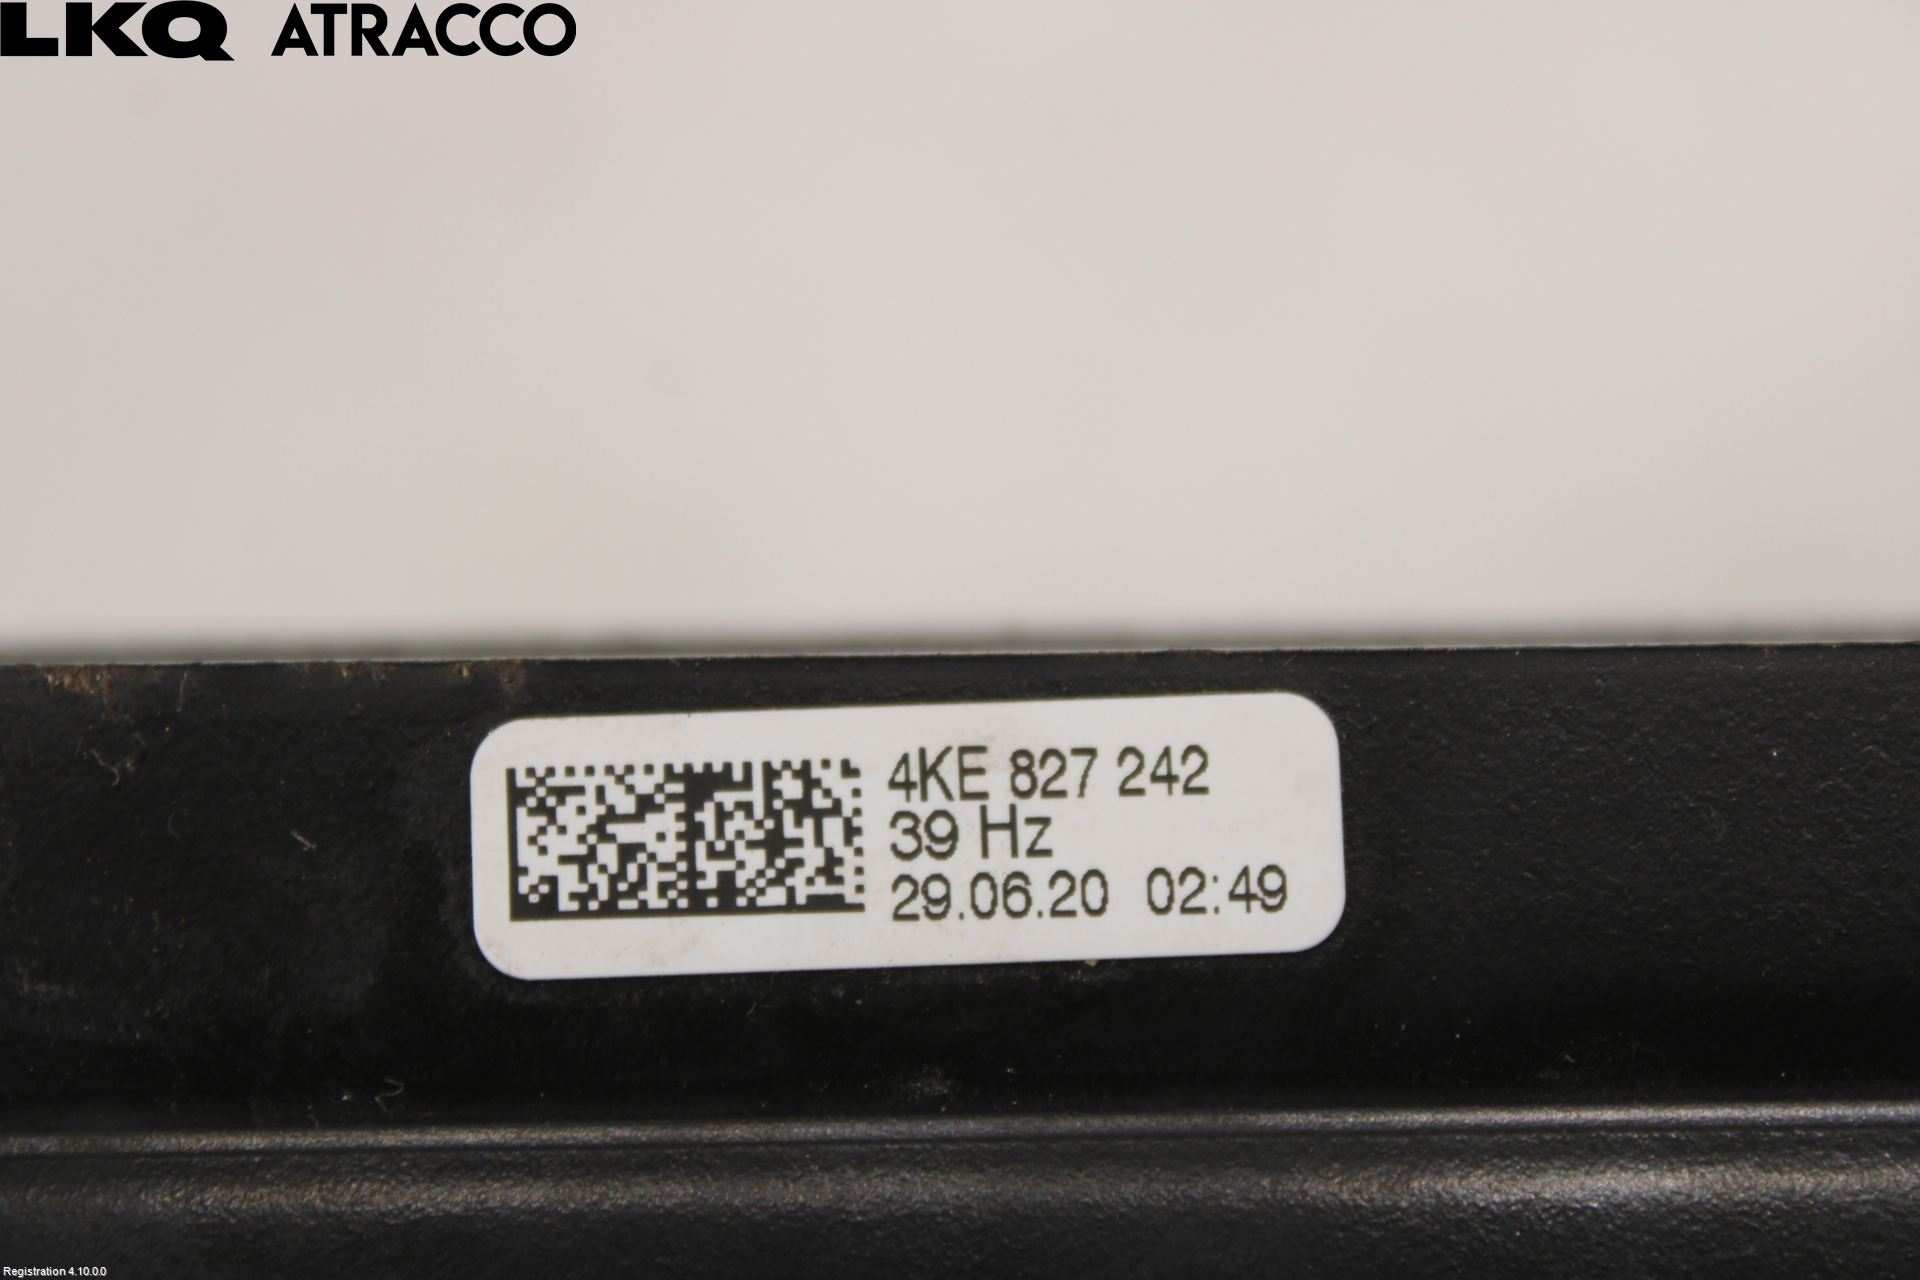 LKQ ATRACCO
4KE 827 242
39 Hz
29.06.20 02:49
Registration 4.10.0.0